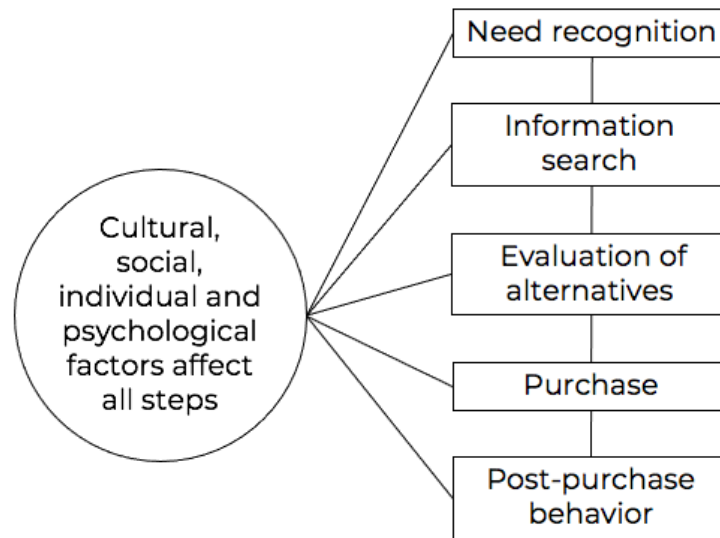 Need recognition
Information
search
Cultural,
social,
individual and
psychological
factors affect
all steps
Evaluation of
alternatives
Purchase
Post-purchase
behavior